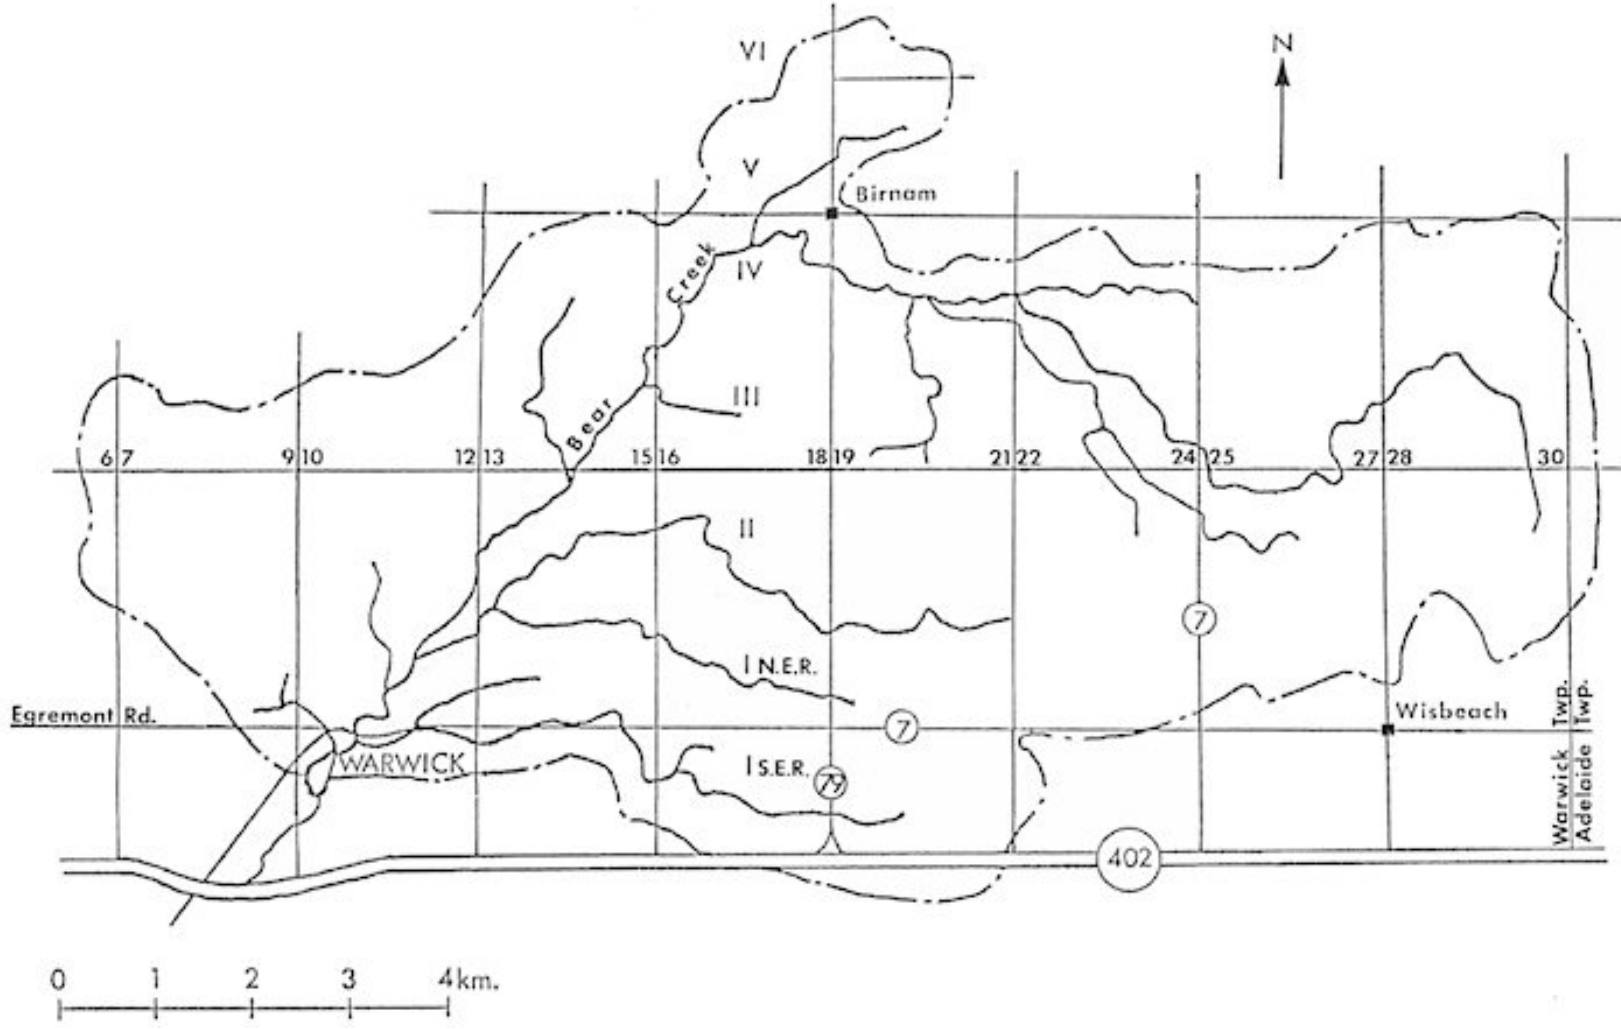 VI
N
V
Birnam
Creek
IV
III
Bear
6 7
9 10
12 13
15 16
18 19
21 22
24 25
27 28
30
II
7
I N.E.R.
Egremont Rd.
Wisbeach
7
WARWICK
I S.E.R.
79
Warwick Twp.
Adelaide Twp.
402
0 1 2 3 4 km.